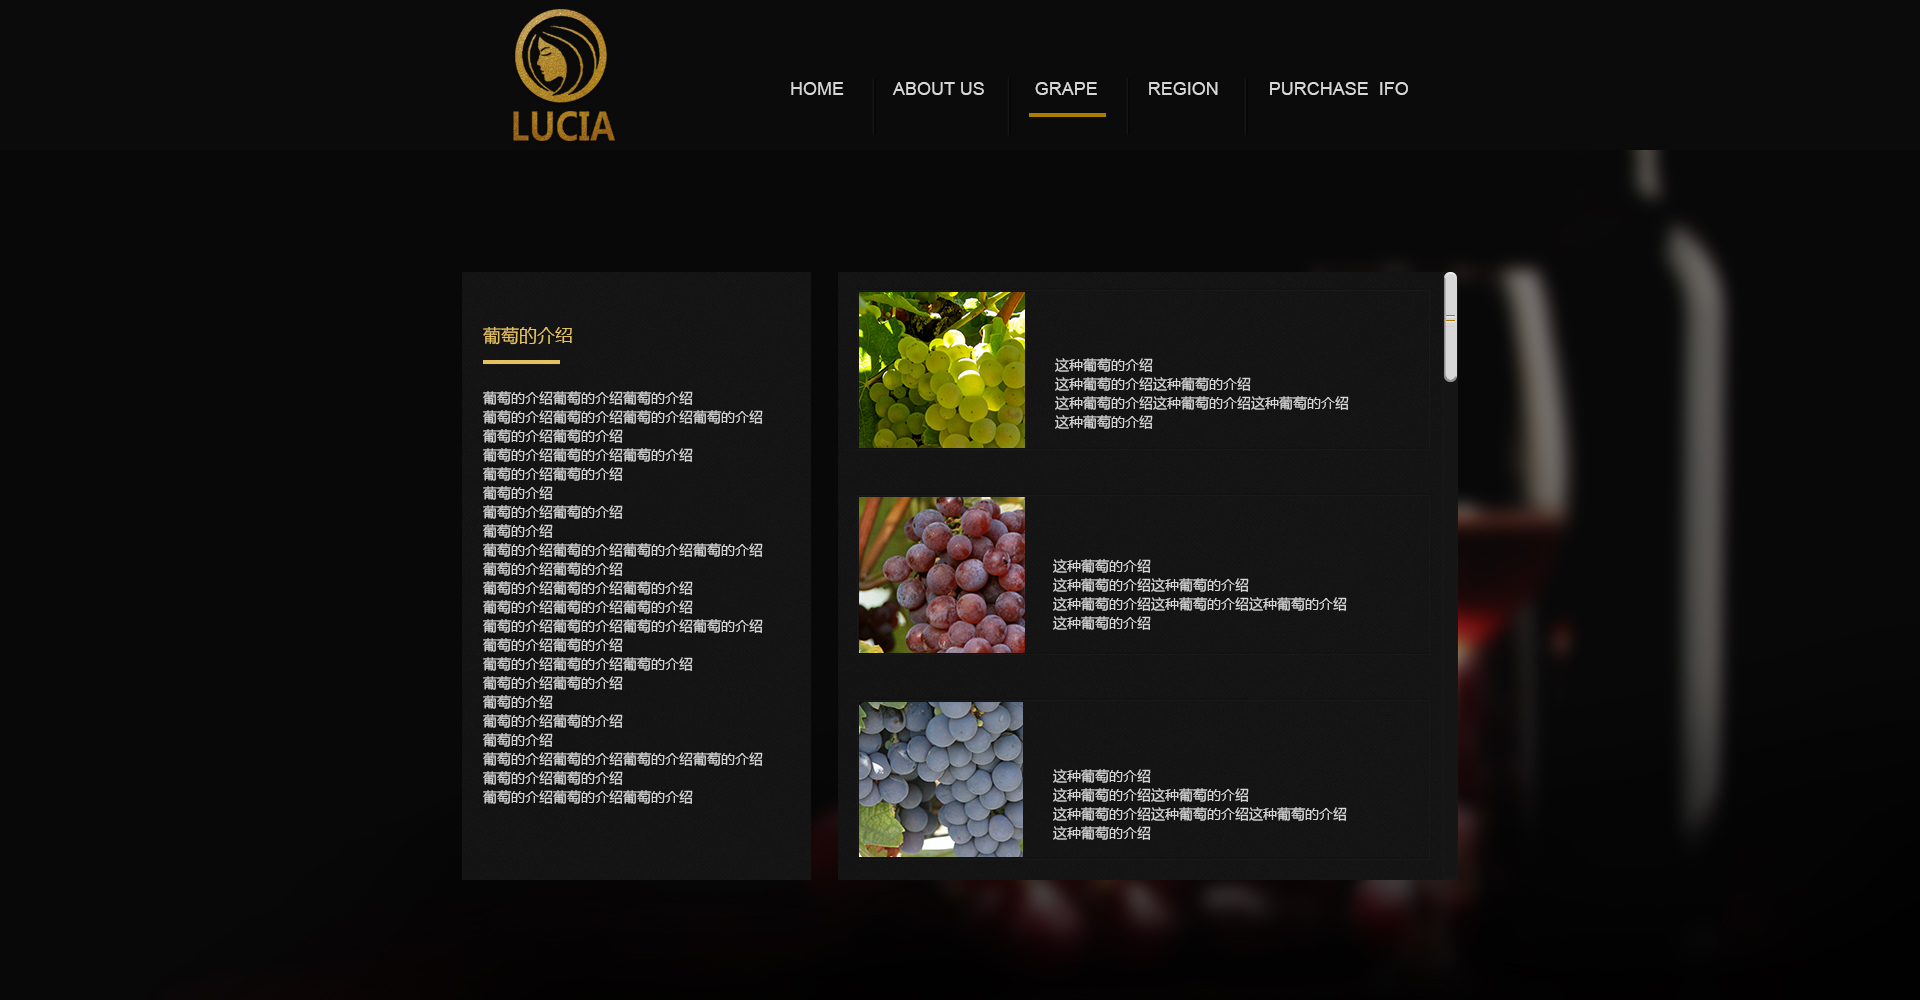 LUCIA
HOME
ABOUT US
GRAPE
REGION
PURCHASE  IFO
葡萄的介绍
葡萄的介绍葡萄的介绍葡萄的介绍
葡萄的介绍葡萄的介绍葡萄的介绍葡萄的介绍
葡萄的介绍葡萄的介绍
葡萄的介绍葡萄的介绍葡萄的介绍
葡萄的介绍葡萄的介绍
葡萄的介绍
葡萄的介绍葡萄的介绍
葡萄的介绍
葡萄的介绍葡萄的介绍葡萄的介绍葡萄的介绍
葡萄的介绍葡萄的介绍
葡萄的介绍葡萄的介绍葡萄的介绍
葡萄的介绍葡萄的介绍葡萄的介绍
葡萄的介绍葡萄的介绍葡萄的介绍葡萄的介绍
葡萄的介绍葡萄的介绍
葡萄的介绍葡萄的介绍葡萄的介绍
葡萄的介绍葡萄的介绍
葡萄的介绍
葡萄的介绍葡萄的介绍
葡萄的介绍
葡萄的介绍葡萄的介绍葡萄的介绍葡萄的介绍
葡萄的介绍葡萄的介绍
葡萄的介绍葡萄的介绍葡萄的介绍
这种葡萄的介绍
这种葡萄的介绍这种葡萄的介绍
这种葡萄的介绍这种葡萄的介绍这种葡萄的介绍
这种葡萄的介绍
这种葡萄的介绍
这种葡萄的介绍这种葡萄的介绍
这种葡萄的介绍这种葡萄的介绍这种葡萄的介绍
这种葡萄的介绍
这种葡萄的介绍
这种葡萄的介绍这种葡萄的介绍
这种葡萄的介绍这种葡萄的介绍这种葡萄的介绍
这种葡萄的介绍